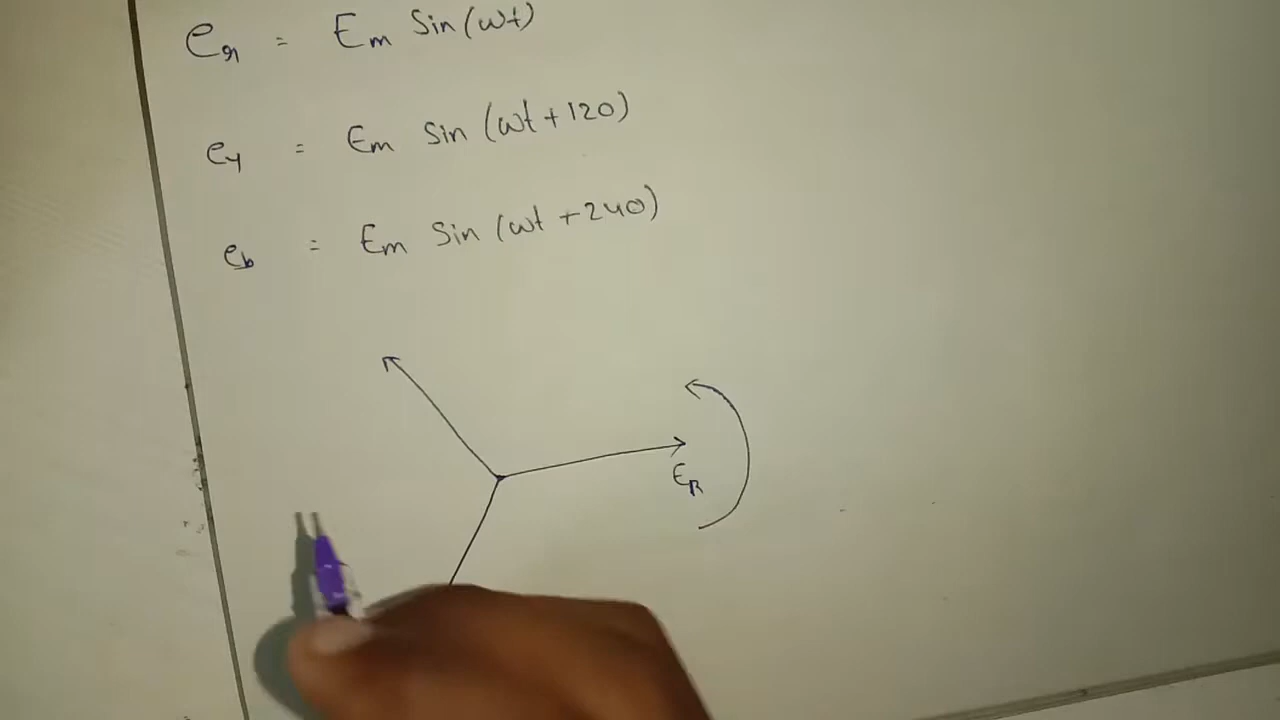 er = Em Sin(ωt)
ey = Em Sin (ωt+120)
eb = Em Sin (ωt +240)
ER